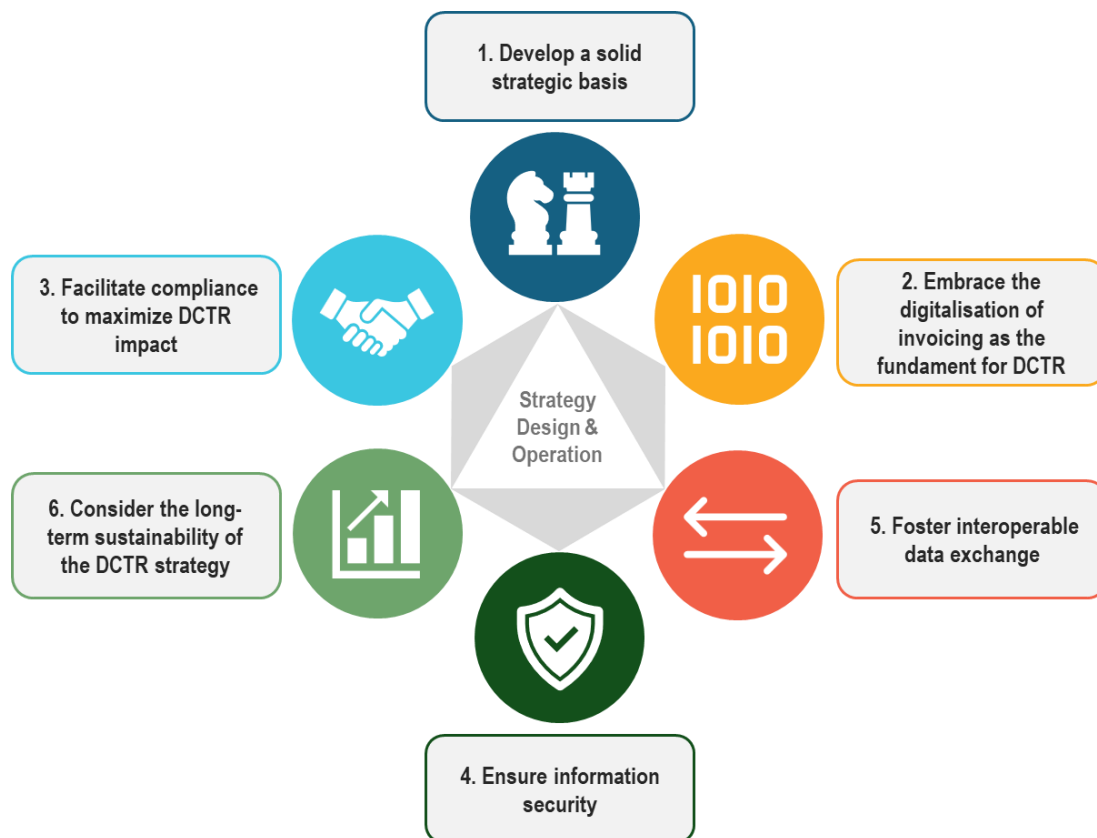 1. Develop a solid
strategic basis
3. Facilitate compliance
to maximize DCTR
impact
1010
1010
2. Embrace the
digitalisation of
invoicing as the
fundament for DCTR
Strategy
Design &
Operation
6. Consider the long-
term sustainability of
the DCTR strategy
5. Foster interoperable
data exchange
4. Ensure information
security